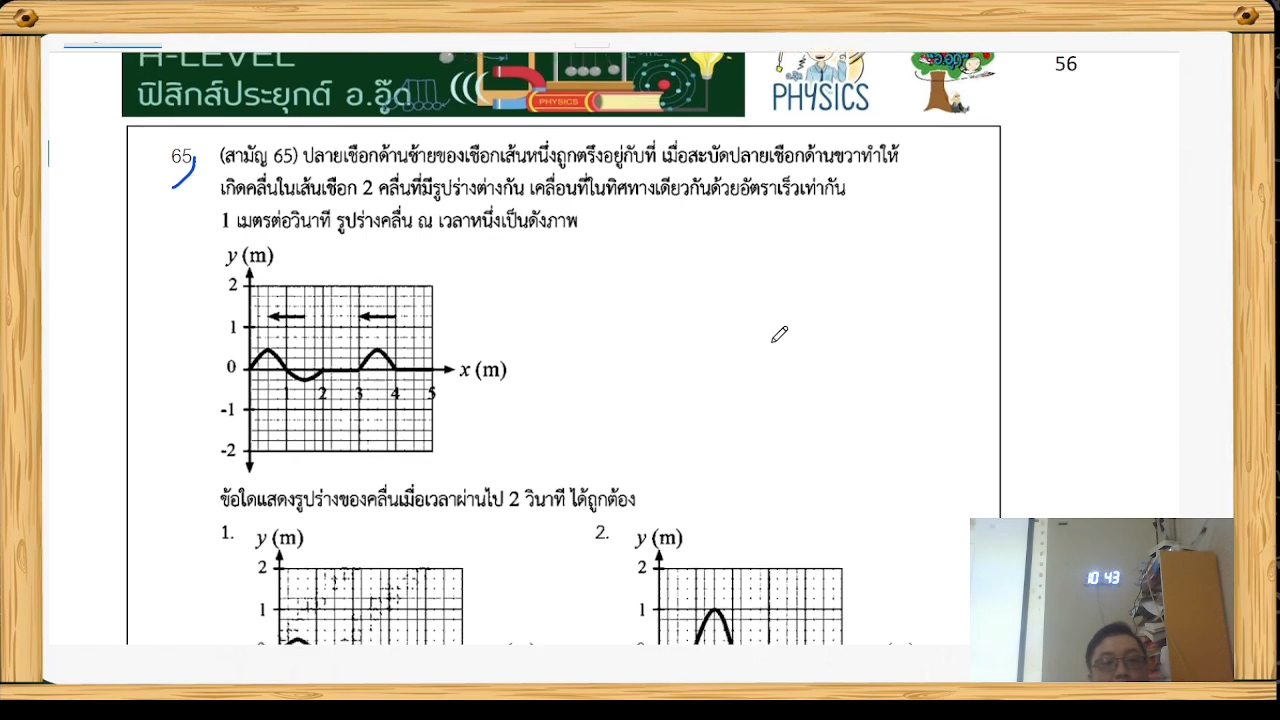 A-LEVEL
ฟิสิกส์ประยุกต์ อ.อู๊ด
PHYSICS
อ.อู๊ด
PHYSICS
56
65
(สามัญ 65) ปลายเชือกด้านซ้ายของเชือกเส้นหนึ่งถูกตรึงอยู่กับที่ เมื่อสะบัดปลายเชือกด้านขวาทำให้
เกิดคลื่นในเส้นเชือก 2 คลื่นที่มีรูปร่างต่างกัน เคลื่อนที่ในทิศทางเดียวกันด้วยอัตราเร็วเท่ากัน
1 เมตรต่อวินาที รูปร่างคลื่น ณ เวลาหนึ่งเป็นดังภาพ
y (m)
2
1
0
x (m)
1 2 3 4 5
-1
-2
ข้อใดแสดงรูปร่างของคลื่นเมื่อเวลาผ่านไป 2 วินาที ได้ถูกต้อง
1. y (m)
2
1
2. y (m)
2
1
10 43